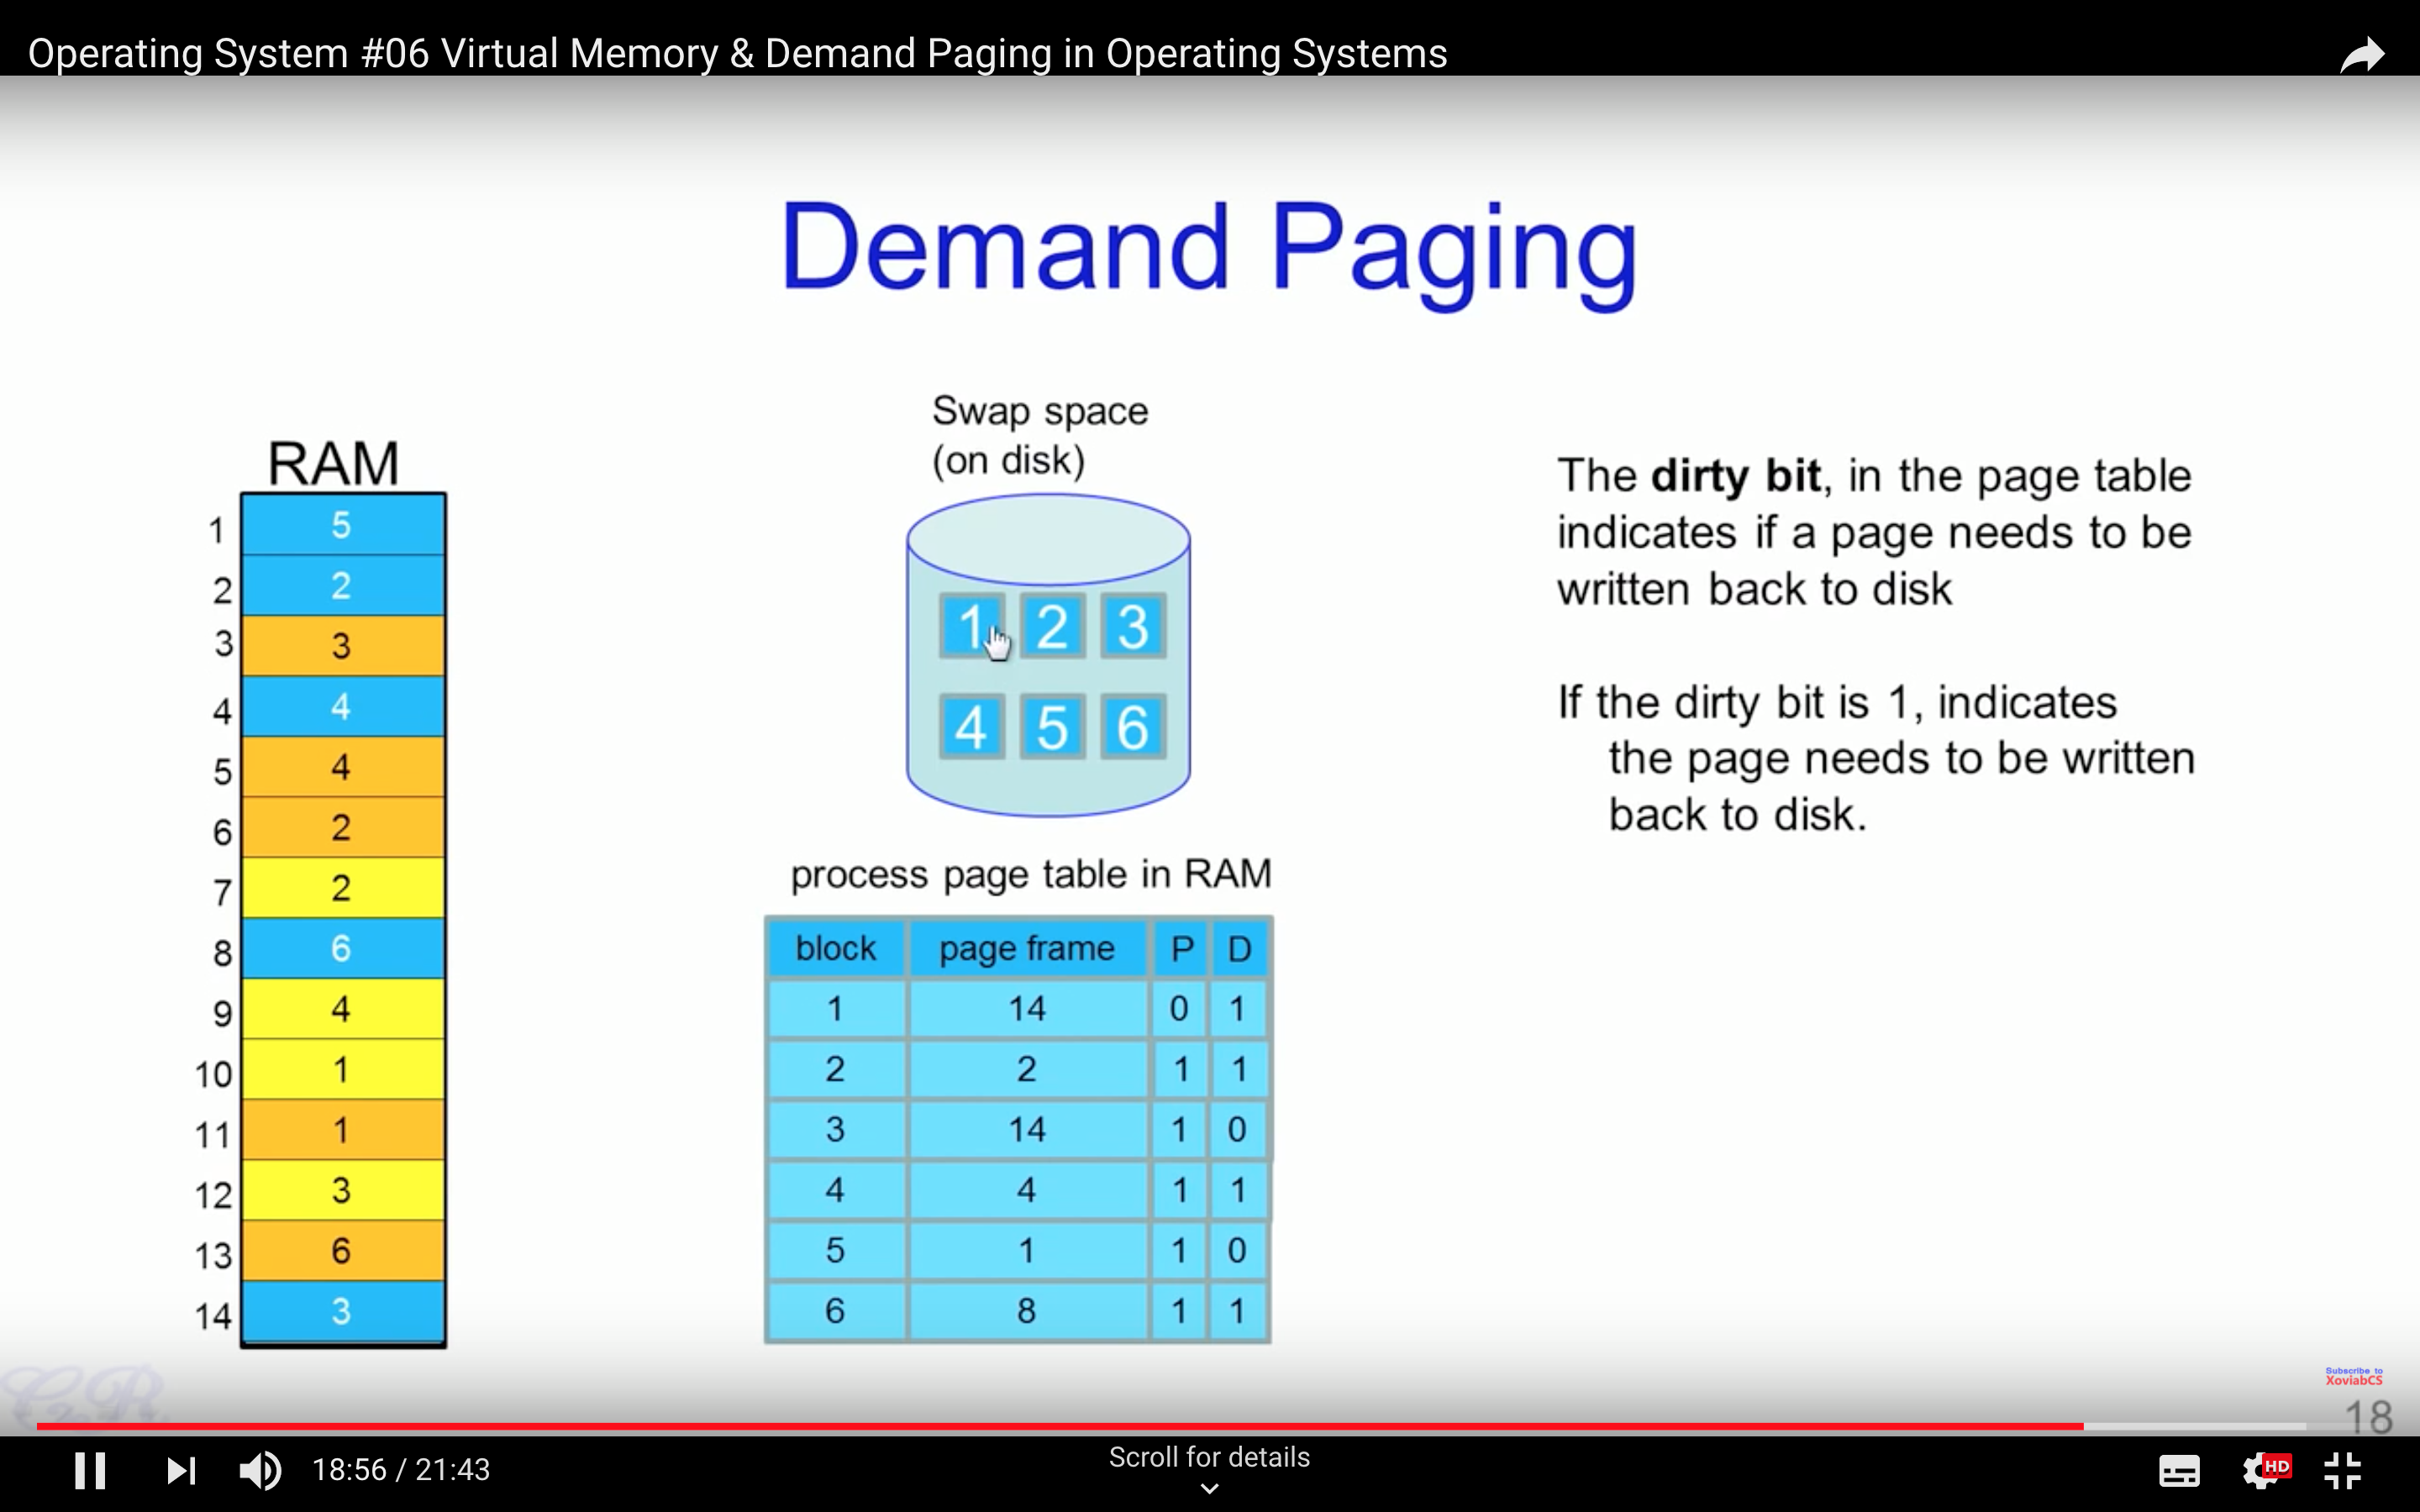 Operating System #06 Virtual Memory & Demand Paging in Operating Systems
Demand Paging
RAM
1 5
2 2
3 3
4 4
5 4
6 2
7 2
8 6
9 4
10 1
11 1
12 3
13 6
14 3
Swap space
(on disk)
1 2 3
4 5 6
process page table in RAM
block page frame P D
1 14 0 1
2 2 1 1
3 14 1 0
4 4 1 1
5 1 1 0
6 8 1 1
The dirty bit, in the page table
indicates if a page needs to be
written back to disk
If the dirty bit is 1, indicates
the page needs to be written
back to disk.
Subscribe to
XoviabCS
18
18:56 / 21:43
Scroll for details
HD